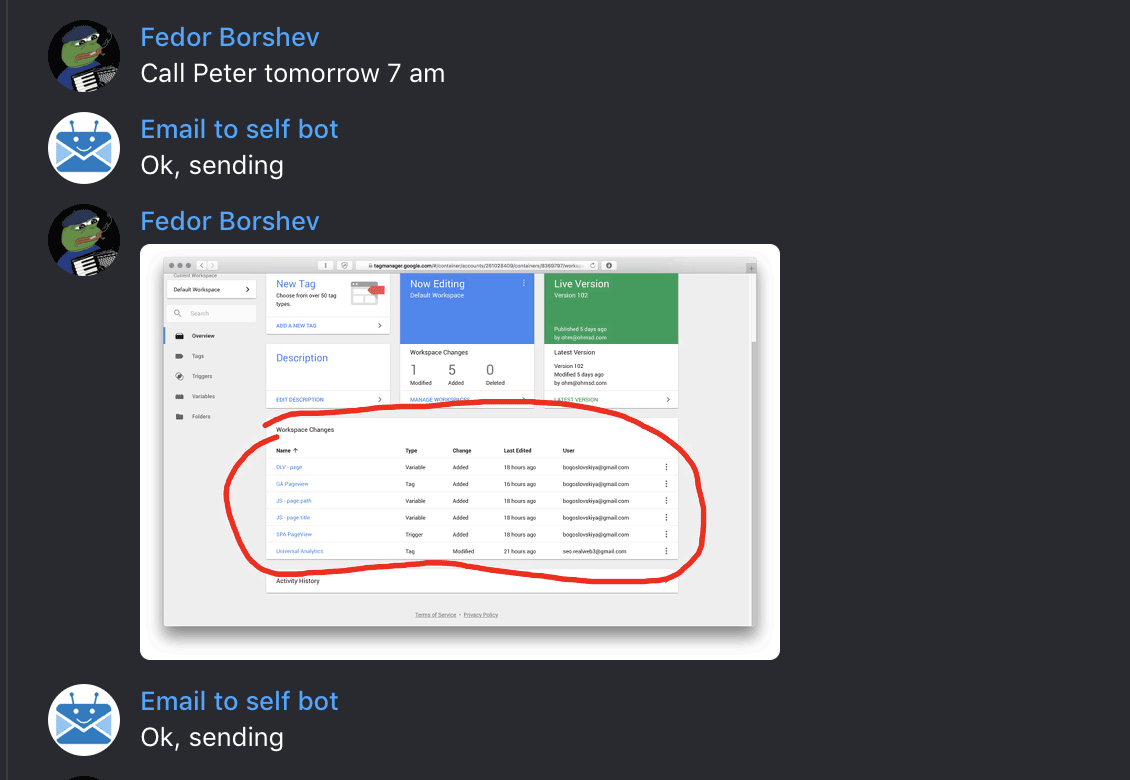 Fedor Borshev
Call Peter tomorrow 7 am
Email to self bot
Ok, sending
Fedor Borshev
tagmanager.google.com/#/container/accounts/261028409/containers/8369797/works
Current Workspace
Default Workspace
Search
Overview
Tags
Triggers
Variables
Folders
New Tag
Choose from over 50 tag
types.
ADD A NEW TAG
Description
EDIT DESCRIPTION
Now Editing
Default Workspace
Workspace Changes
1 5 0
Modified Added Deleted
MANAGE WORKSPACES
Live Version
Version 102
Published 5 days ago
by ohm@ohmsd.com
Latest Version
Version 102
Modified 5 days ago
by ohm@ohmsd.com
LATEST VERSION
Workspace Changes
Name Type Change Last Edited User
DLV - page Variable Added 18 hours ago bogoslovskiya@gmail.com
GA Pageview Tag Added 16 hours ago bogoslovskiya@gmail.com
JS - page path Variable Added 18 hours ago bogoslovskiya@gmail.com
JS - page title Variable Added 18 hours ago bogoslovskiya@gmail.com
SPA PageView Trigger Added 18 hours ago bogoslovskiya@gmail.com
Universal Analytics Tag Modified 21 hours ago seo.realweb3@gmail.com
Activity History
Terms of Service - Privacy Policy
Email to self bot
Ok, sending